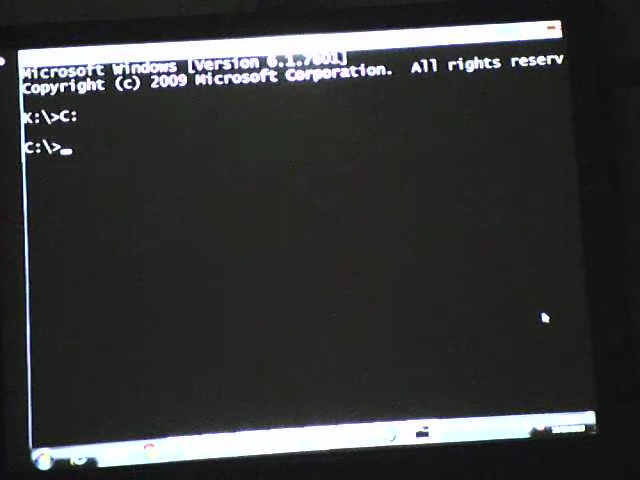 Microsoft Windows [Version 6.1.7601]
Copyright (c) 2009 Microsoft Corporation. All rights reserv
K:\>C:
C:\>